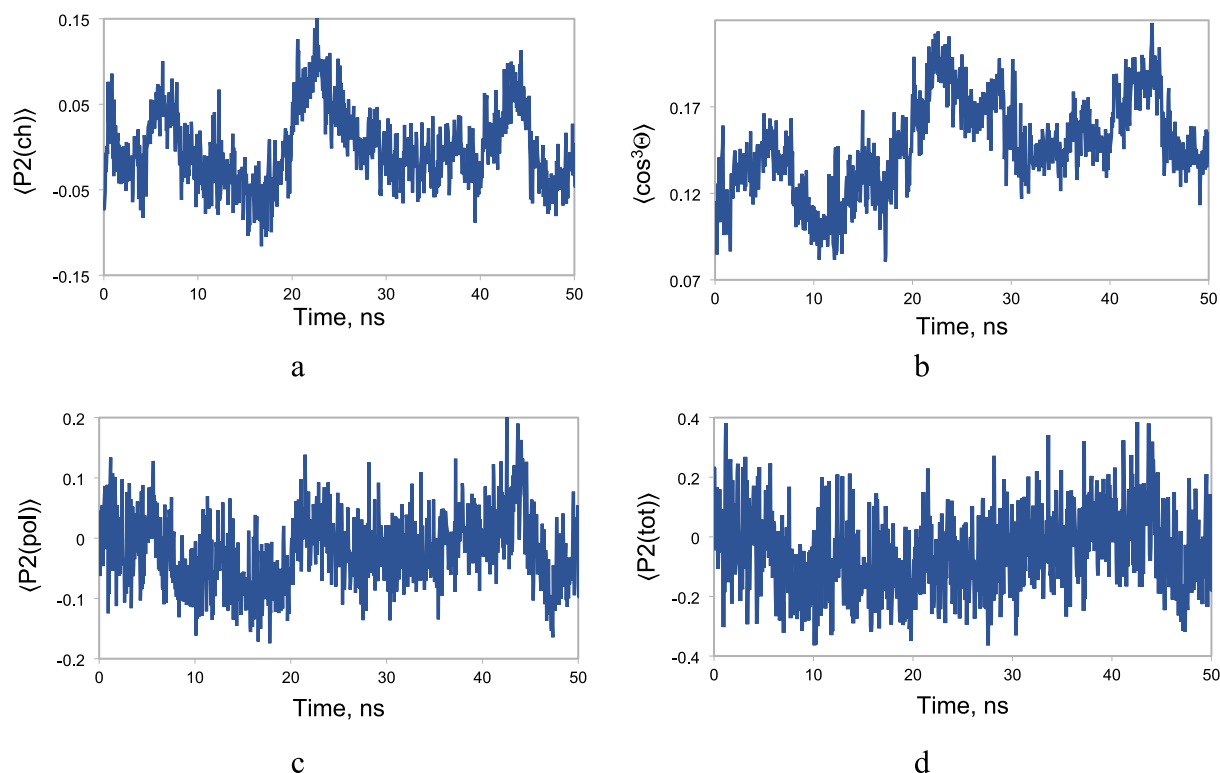 0.15
0.05
-0.05
-0.15
⟨P2(ch)⟩
0 10 20 30 40 50
Time, ns
a
0.17
0.12
0.07
⟨cos³Θ⟩
0 10 20 30 40 50
Time, ns
b
0.2
0.1
0
-0.1
-0.2
⟨P2(pol)⟩
0 10 20 30 40 50
Time, ns
c
0.4
0.2
0
-0.2
-0.4
⟨P2(tot)⟩
0 10 20 30 40 50
Time, ns
d